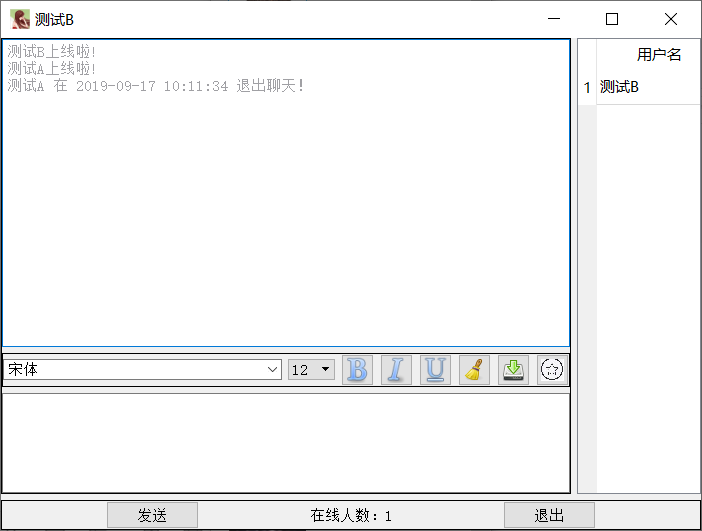 测试B
测试B上线啦!
测试A上线啦!
测试A 在 2019-09-17 10:11:34 退出聊天!
用户名
1 测试B
宋体 12 B I U
发送 在线人数：1 退出